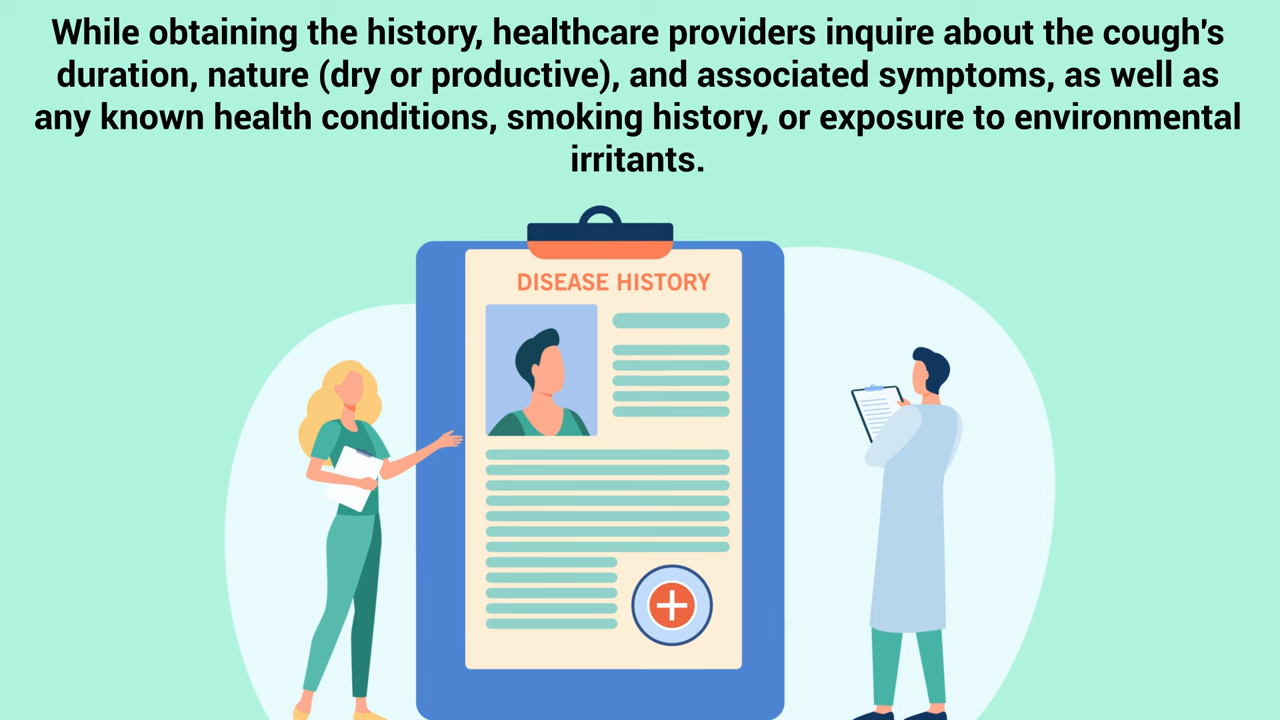 While obtaining the history, healthcare providers inquire about the cough's
duration, nature (dry or productive), and associated symptoms, as well as
any known health conditions, smoking history, or exposure to environmental
irritants.
DISEASE HISTORY